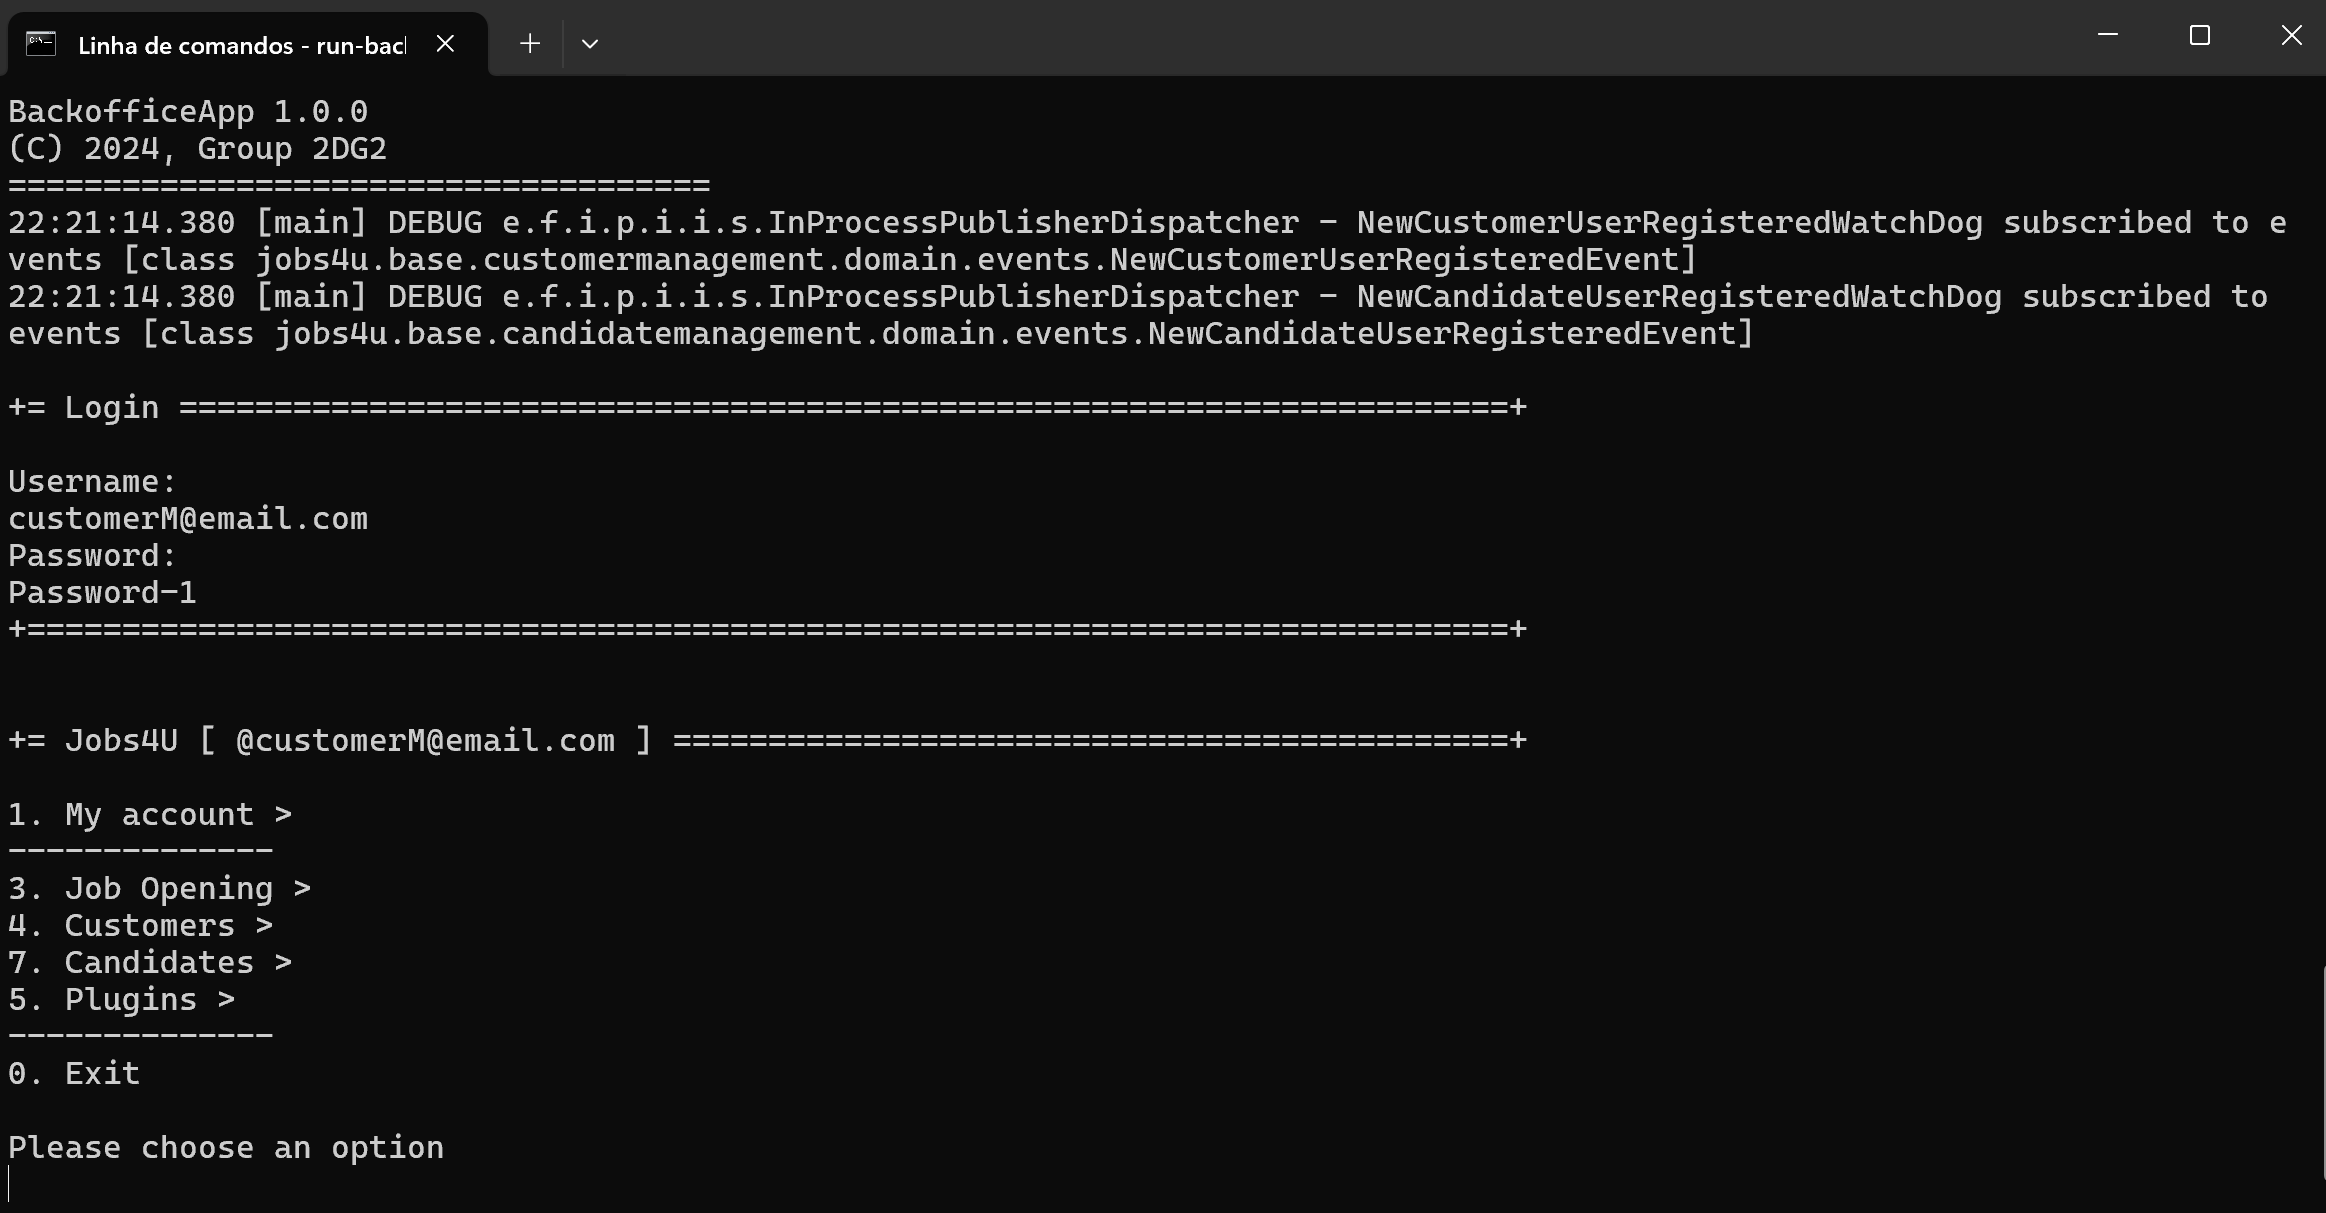 Linha de comandos - run-bac
BackofficeApp 1.0.0
(C) 2024, Group 2DG2
=====================================
22:21:14.380 [main] DEBUG e.f.i.p.i.i.s.InProcessPublisherDispatcher - NewCustomerUserRegisteredWatchDog subscribed to e
vents [class jobs4u.base.customermanagement.domain.events.NewCustomerUserRegisteredEvent]
22:21:14.380 [main] DEBUG e.f.i.p.i.i.s.InProcessPublisherDispatcher - NewCandidateUserRegisteredWatchDog subscribed to
events [class jobs4u.base.candidatemanagement.domain.events.NewCandidateUserRegisteredEvent]
+= Login ======================================================================+
Username:
customerM@email.com
Password:
Password-1
+==============================================================================+
+= Jobs4U [ @customerM@email.com ] ============================================+
1. My account >
--------------
3. Job Opening >
4. Customers >
7. Candidates >
5. Plugins >
--------------
0. Exit
Please choose an option